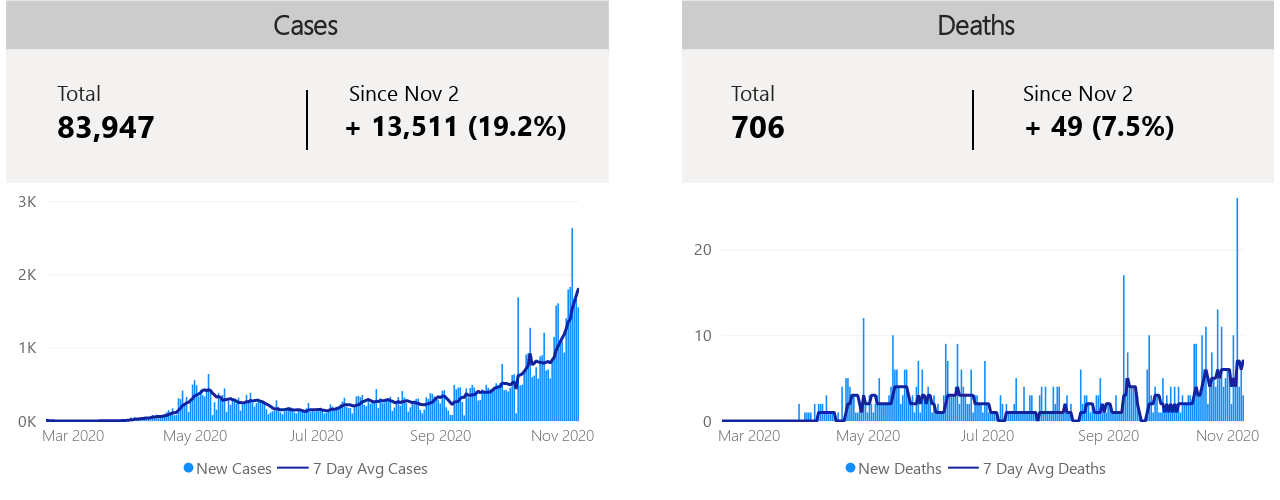 Cases
Total
83,947
Since Nov 2
+ 13,511 (19.2%)
3K
2K
1K
0K
Mar 2020 May 2020 Jul 2020 Sep 2020 Nov 2020
New Cases 7 Day Avg Cases
Deaths
Total
706
Since Nov 2
+ 49 (7.5%)
20
10
0
Mar 2020 May 2020 Jul 2020 Sep 2020 Nov 2020
New Deaths 7 Day Avg Deaths